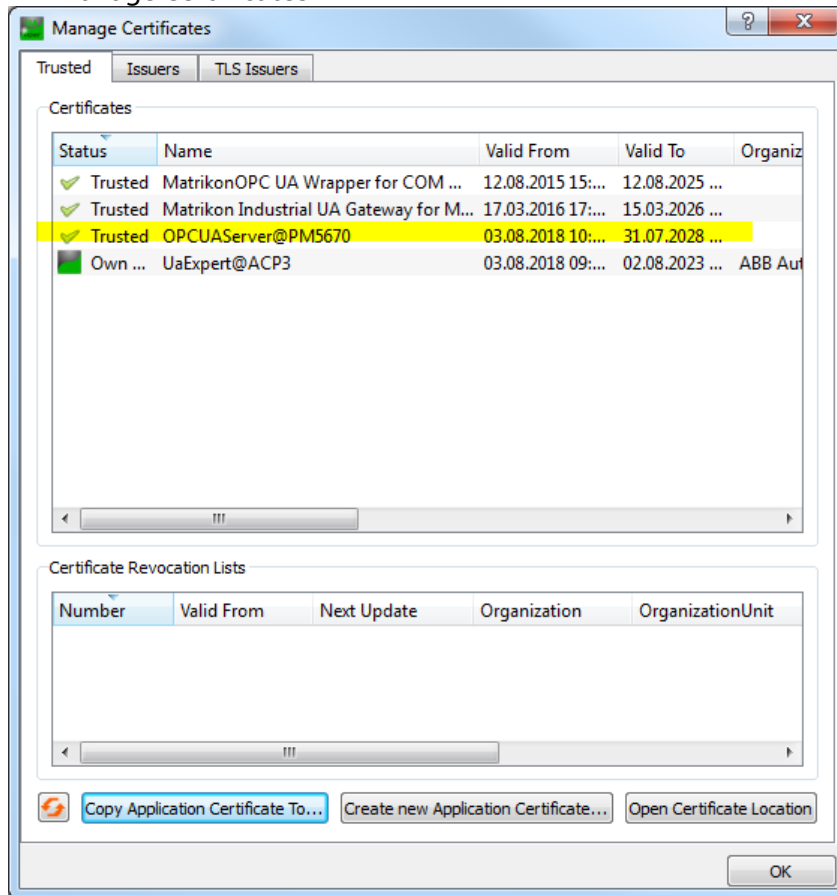 Manage Certificates
Trusted Issuers TLS Issuers
Certificates
Status Name Valid From Valid To Organiz
Trusted MatrikonOPC UA Wrapper for COM ... 12.08.2015 15:... 12.08.2025 ...
Trusted Matrikon Industrial UA Gateway for M... 17.03.2016 17:... 15.03.2026 ...
Trusted OPCUAServer@PM5670 03.08.2018 10:... 31.07.2028 ...
Own ... UaExpert@ACP3 03.08.2018 09:... 02.08.2023 ... ABB Aut
Certificate Revocation Lists
Number Valid From Next Update Organization OrganizationUnit
Copy Application Certificate To... Create new Application Certificate... Open Certificate Location
OK